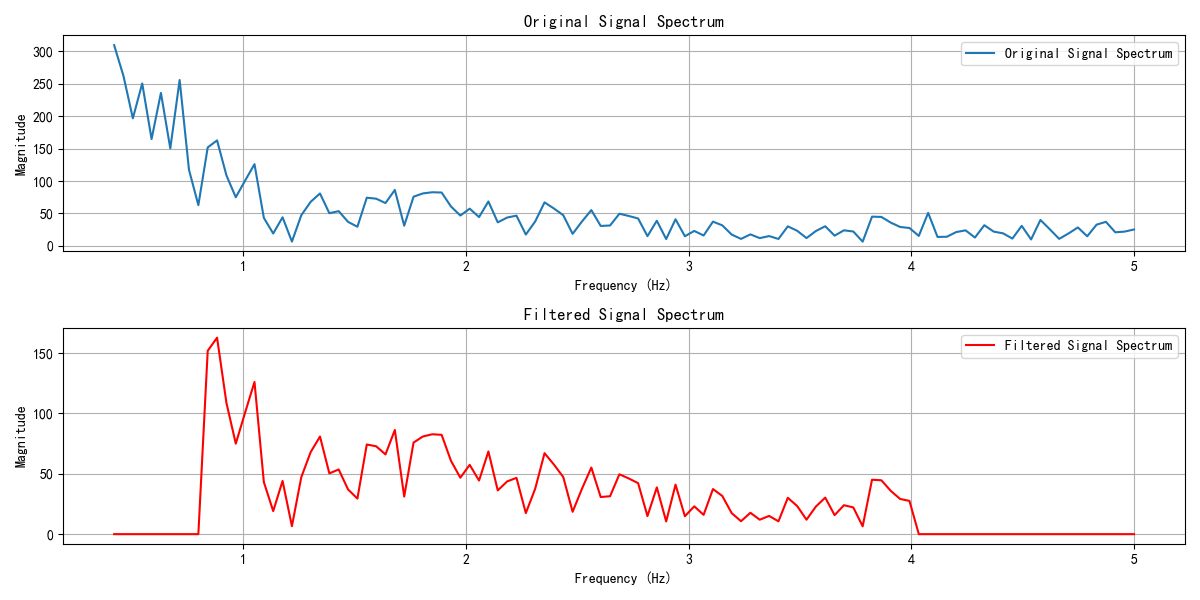 Original Signal Spectrum
300
250
200
150
100
50
0
Magnitude
Original Signal Spectrum
1 2 3 4 5
Frequency (Hz)
Filtered Signal Spectrum
150
100
50
0
Magnitude
Filtered Signal Spectrum
1 2 3 4 5
Frequency (Hz)